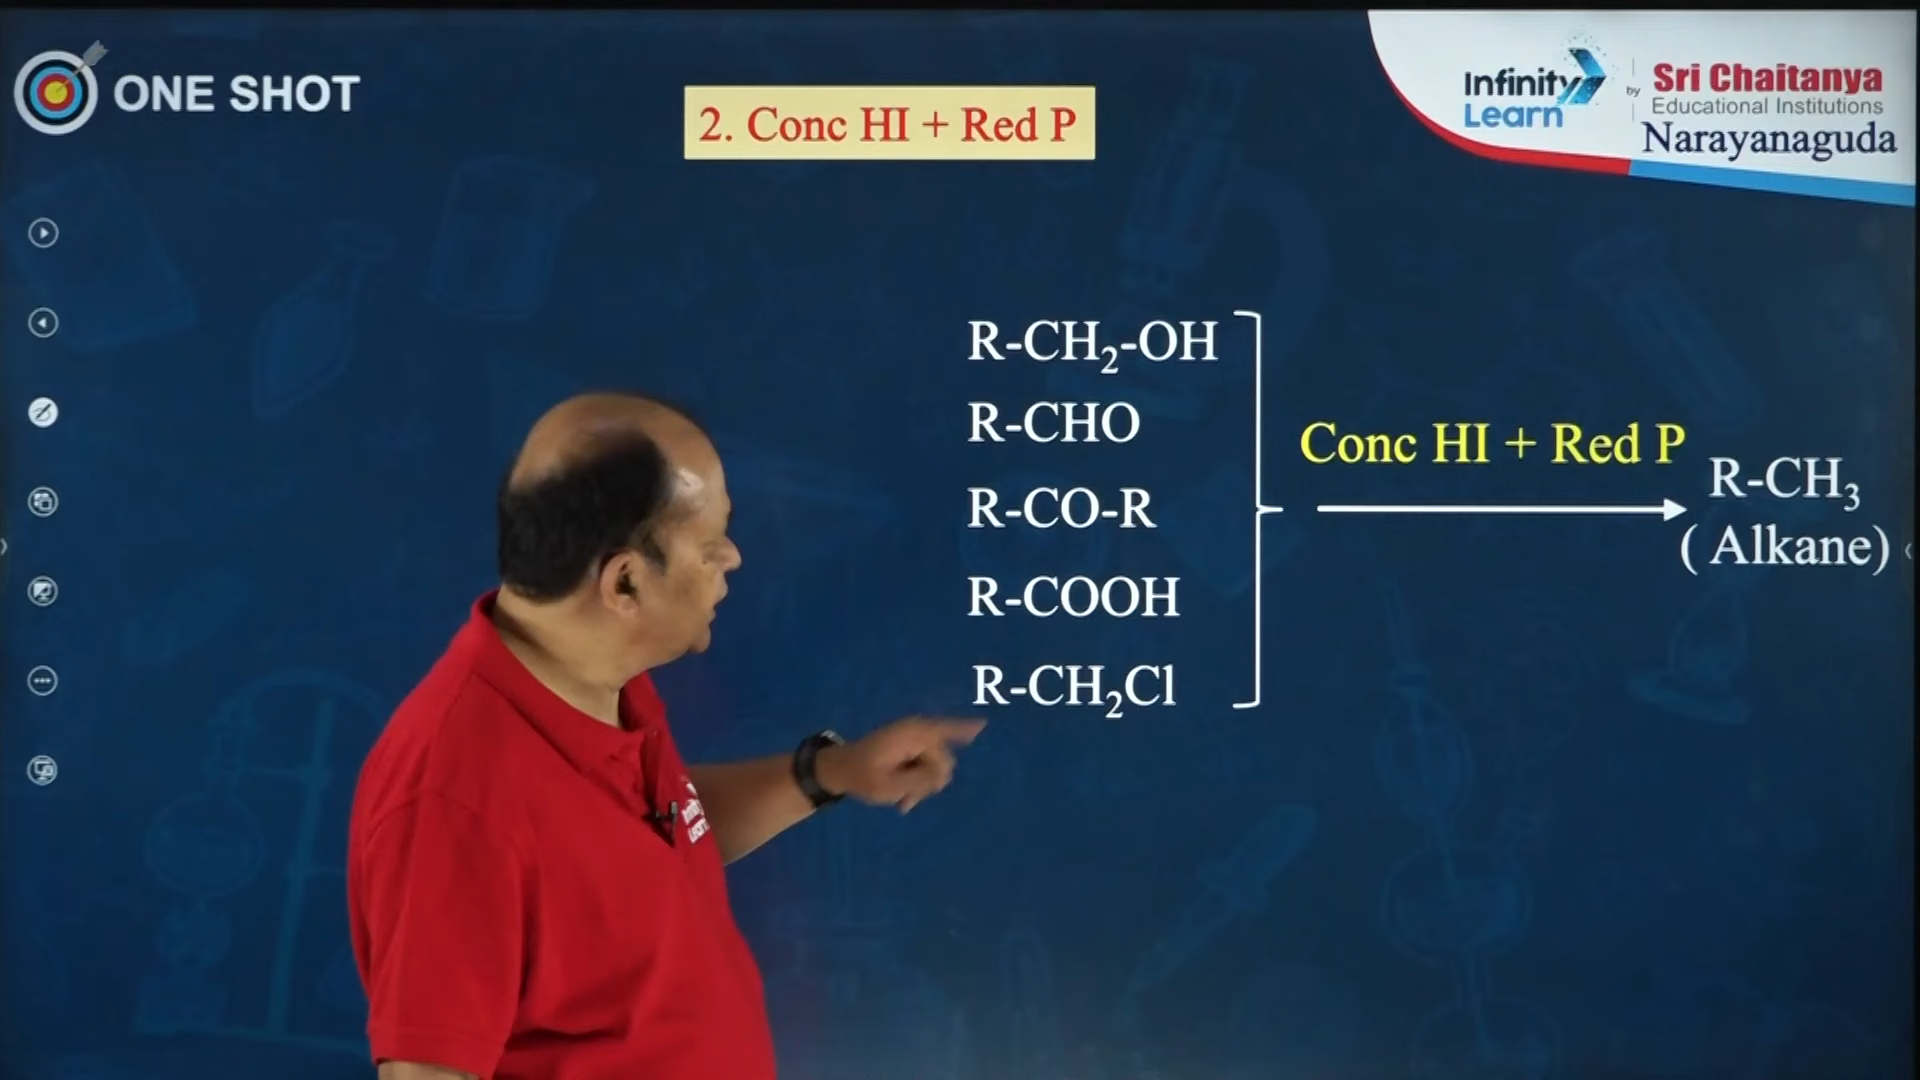 ONE SHOT
2. Conc HI + Red P
Infinity Learn by Sri Chaitanya
Educational Institutions
Narayanaguda
R-CH₂-OH
R-CHO
R-CO-R
R-COOH
R-CH₂Cl
Conc HI + Red P
R-CH₃
( Alkane)